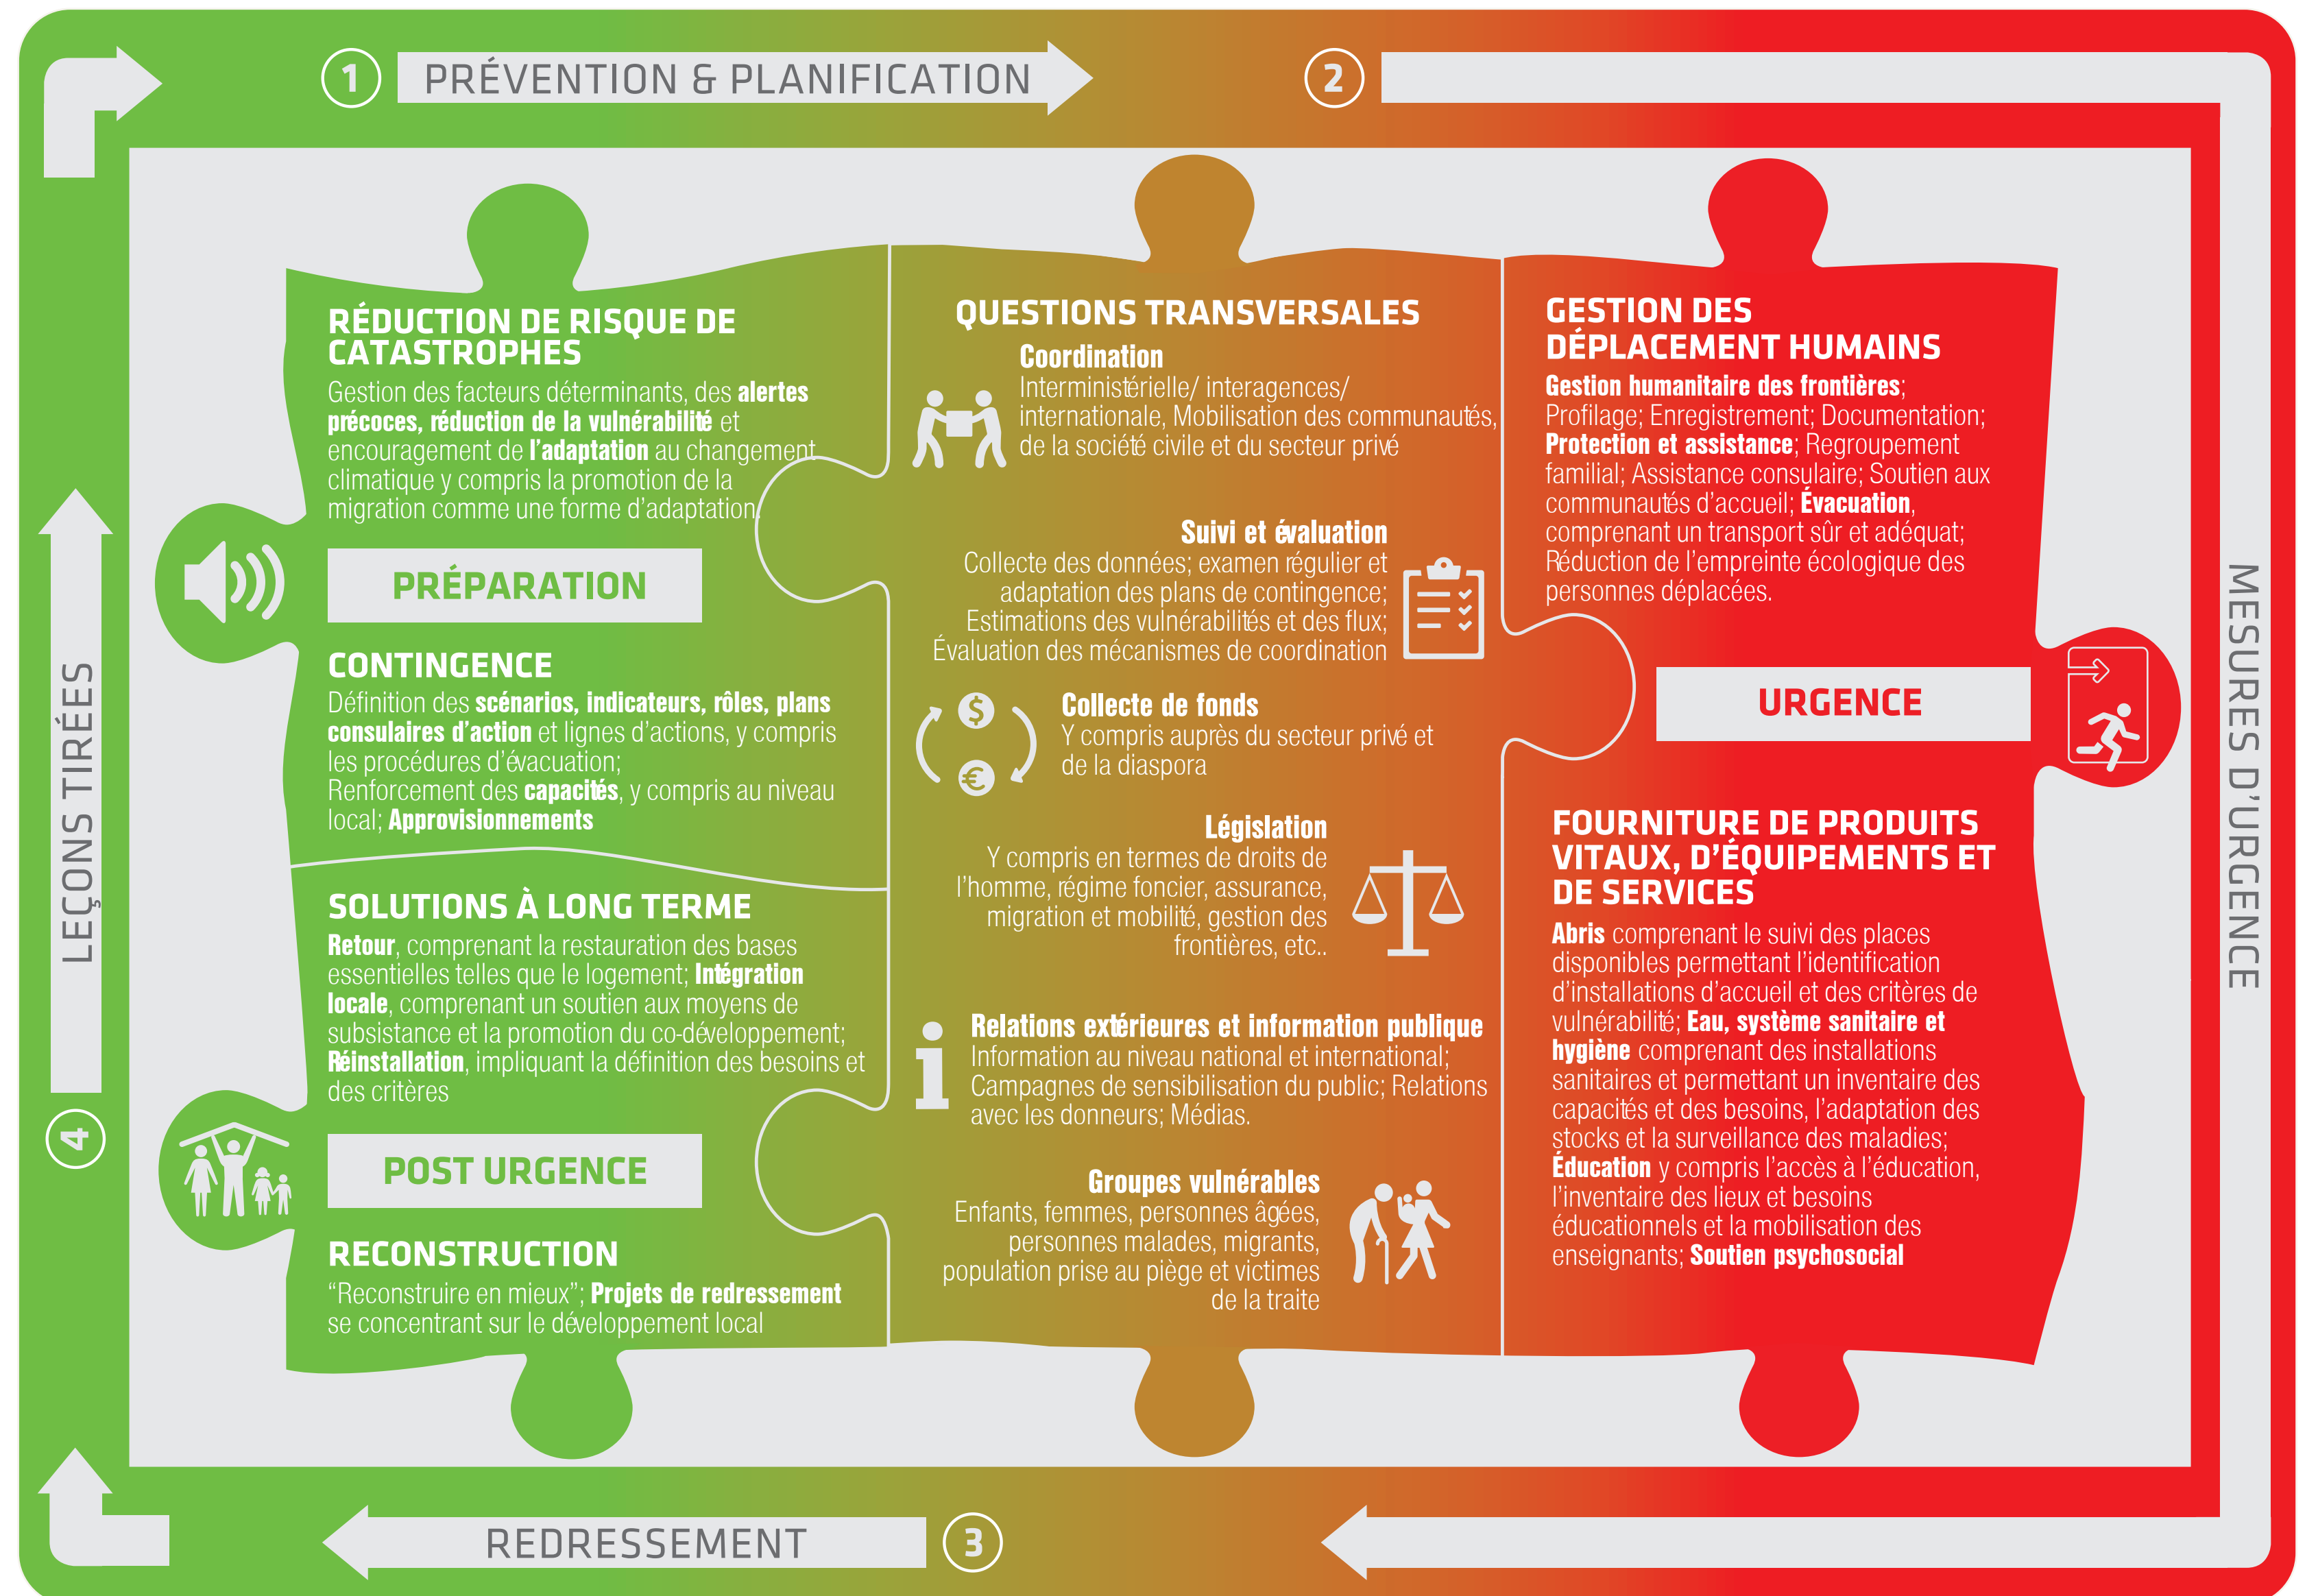 1
PRÉVENTION & PLANIFICATION
2
RÉDUCTION DE RISQUE DE
CATASTROPHES
Gestion des facteurs déterminants, des alertes
précoces, réduction de la vulnérabilité et
encouragement de l'adaptation au changement
climatique y compris la promotion de la
migration comme une forme d'adaptation.
PRÉPARATION
CONTINGENCE
Définition des scénarios, indicateurs, rôles, plans
consulaires d'action et lignes d'actions, y compris
les procédures d'évacuation;
Renforcement des capacités, y compris au niveau
local; Approvisionnements
SOLUTIONS À LONG TERME
Retour, comprenant la restauration des bases
essentielles telles que le logement; Intégration
locale, comprenant un soutien aux moyens de
subsistance et la promotion du co-développement;
Réinstallation, impliquant la définition des besoins et
des critères
POST URGENCE
RECONSTRUCTION
“Reconstruire en mieux”; Projets de redressement
se concentrant sur le développement local
QUESTIONS TRANSVERSALES
Coordination
Interministérielle/ interagences/
internationale, Mobilisation des communautés,
de la société civile et du secteur privé
Suivi et évaluation
Collecte des données; examen régulier et
adaptation des plans de contingence;
Estimations des vulnérabilités et des flux;
Évaluation des mécanismes de coordination
$
€
Collecte de fonds
Y compris auprès du secteur privé et
de la diaspora
Législation
Y compris en termes de droits de
l'homme, régime foncier, assurance,
migration et mobilité, gestion des
frontières, etc..
i
Relations extérieures et information publique
Information au niveau national et international;
Campagnes de sensibilisation du public; Relations
avec les donneurs; Médias.
Groupes vulnérables
Enfants, femmes, personnes âgées,
personnes malades, migrants,
population prise au piège et victimes
de la traite
GESTION DES
DÉPLACEMENT HUMAINS
Gestion humanitaire des frontières;
Profilage; Enregistrement; Documentation;
Protection et assistance; Regroupement
familial; Assistance consulaire; Soutien aux
communautés d'accueil; Évacuation,
comprenant un transport sûr et adéquat;
Réduction de l'empreinte écologique des
personnes déplacées.
URGENCE
FOURNITURE DE PRODUITS
VITAUX, D'ÉQUIPEMENTS ET
DE SERVICES
Abris comprenant le suivi des places
disponibles permettant l'identification
d'installations d'accueil et des critères de
vulnérabilité; Eau, système sanitaire et
hygiène comprenant des installations
sanitaires et permettant un inventaire des
capacités et des besoins, l'adaptation des
stocks et la surveillance des maladies;
Éducation y compris l'accès à l'éducation,
l'inventaire des lieux et besoins
éducationnels et la mobilisation des
enseignants; Soutien psychosocial
MESURES D'URGENCE
3
REDRESSEMENT
4
LEÇONS TIRÉES